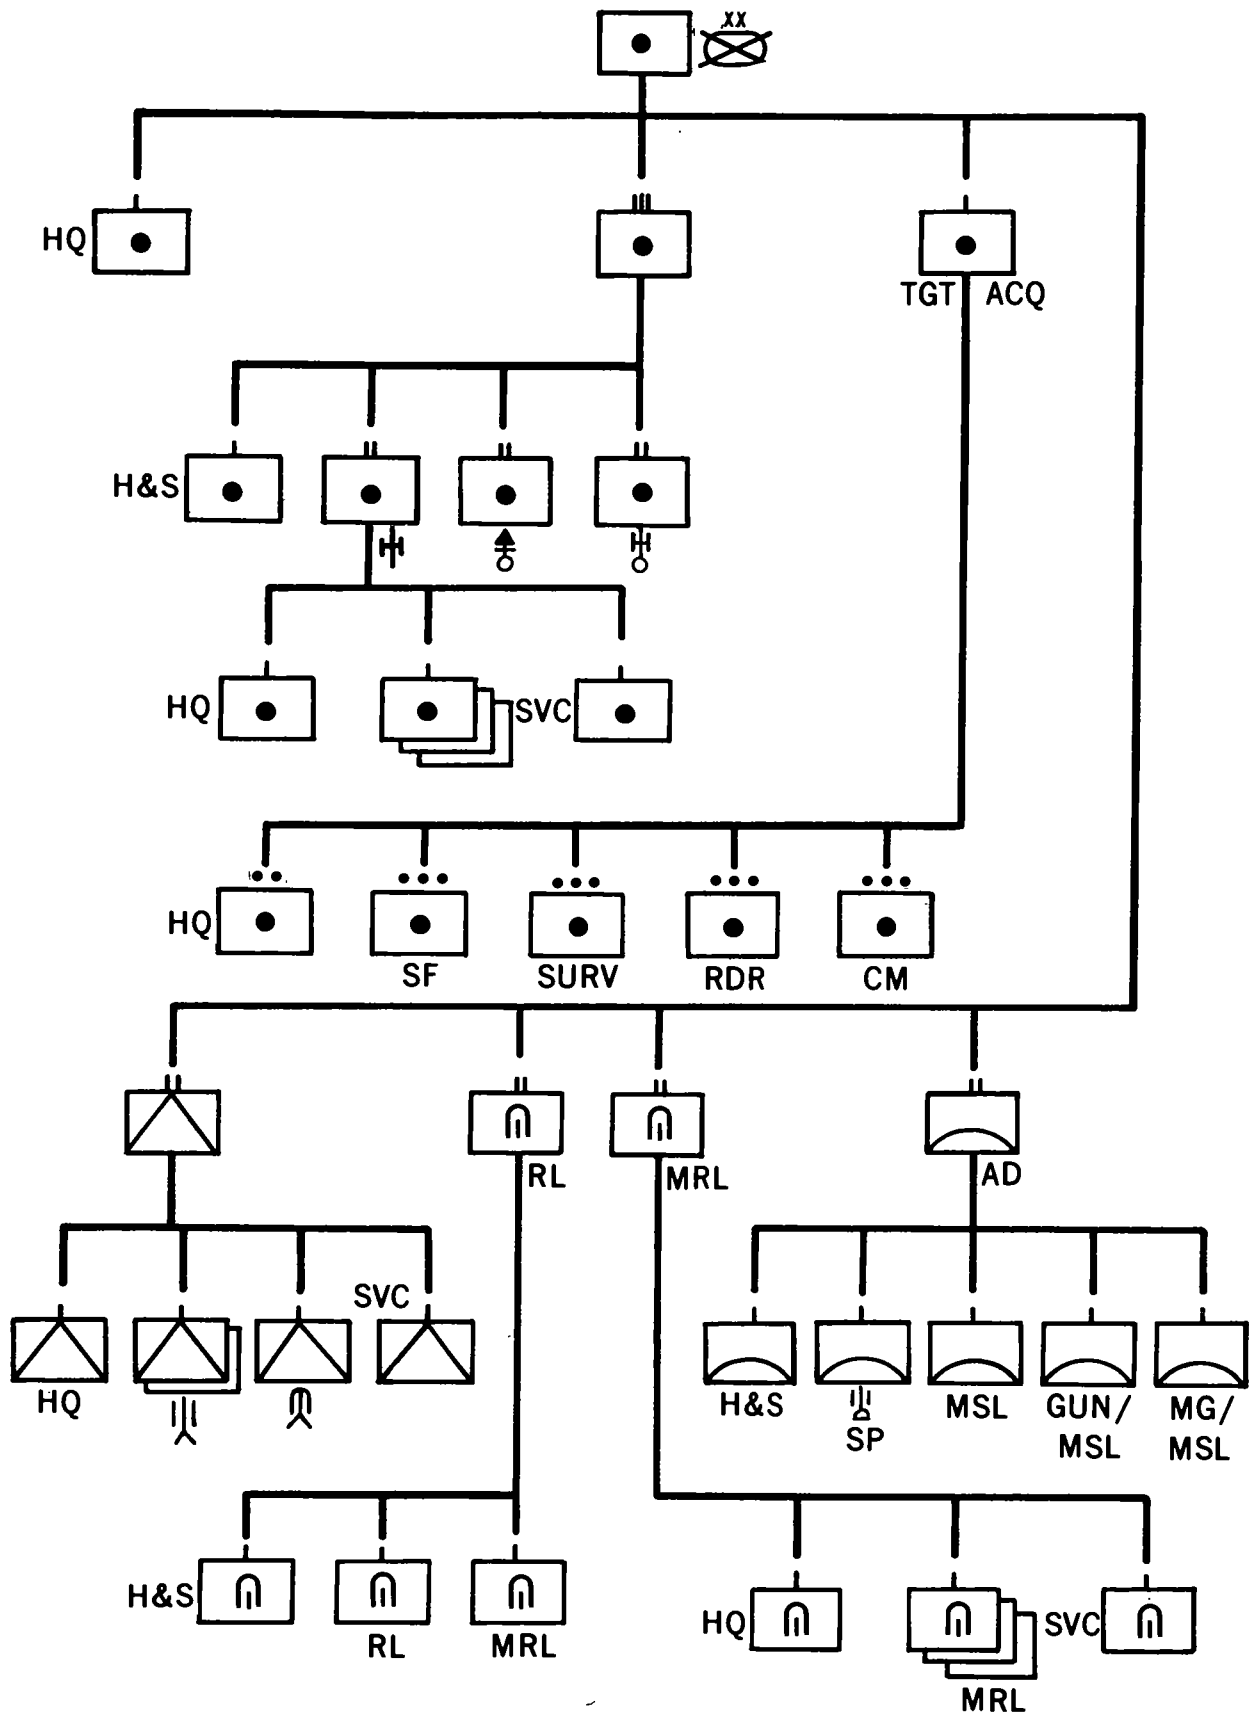 XX
HQ
TGT ACQ
H&S
HQ
SVC
HQ
SF
SURV
RDR
CM
RL
MRL
AD
SVC
HQ
H&S
SP
MSL
GUN/
MSL
MG/
MSL
H&S
RL
MRL
HQ
MRL
SVC